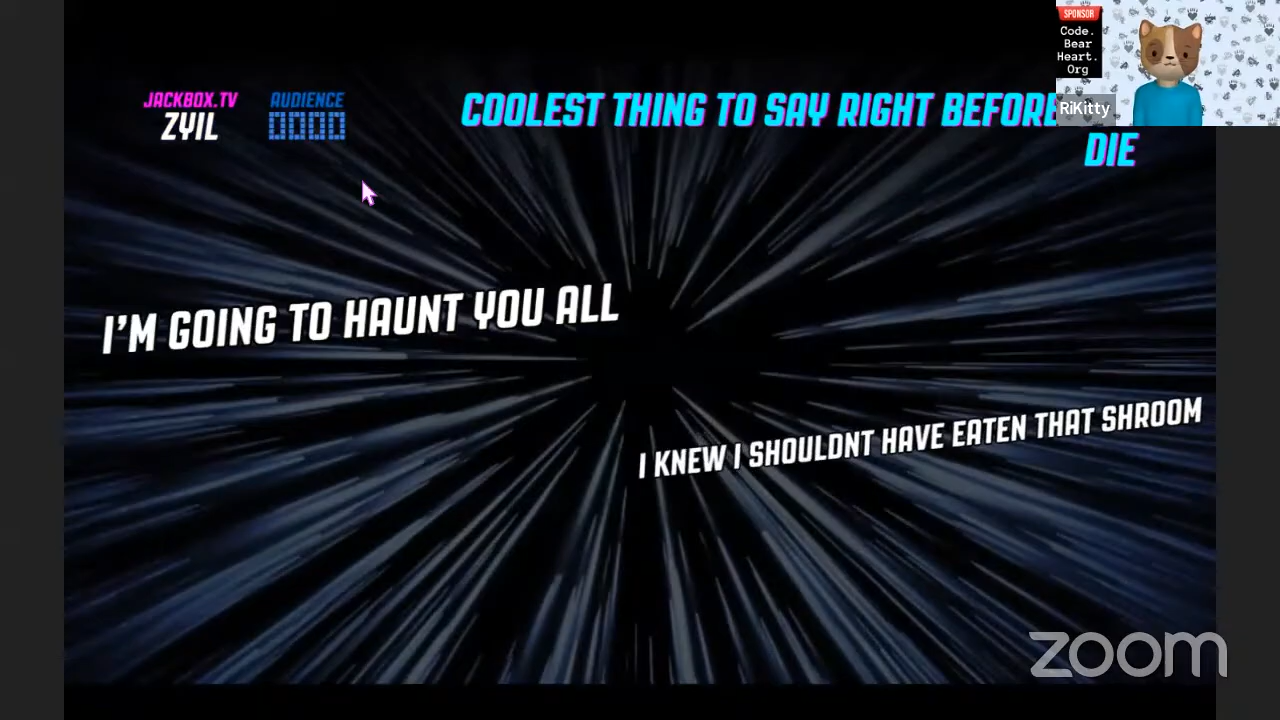 SPONSOR
Code.
Bear
Heart.
Org
RiKitty
JACKBOX.TV
ZYIL
AUDIENCE
COOLEST THING TO SAY RIGHT BEFORE
DIE
I'M GOING TO HAUNT YOU ALL
I KNEW I SHOULDNT HAVE EATEN THAT SHROOM
zoom